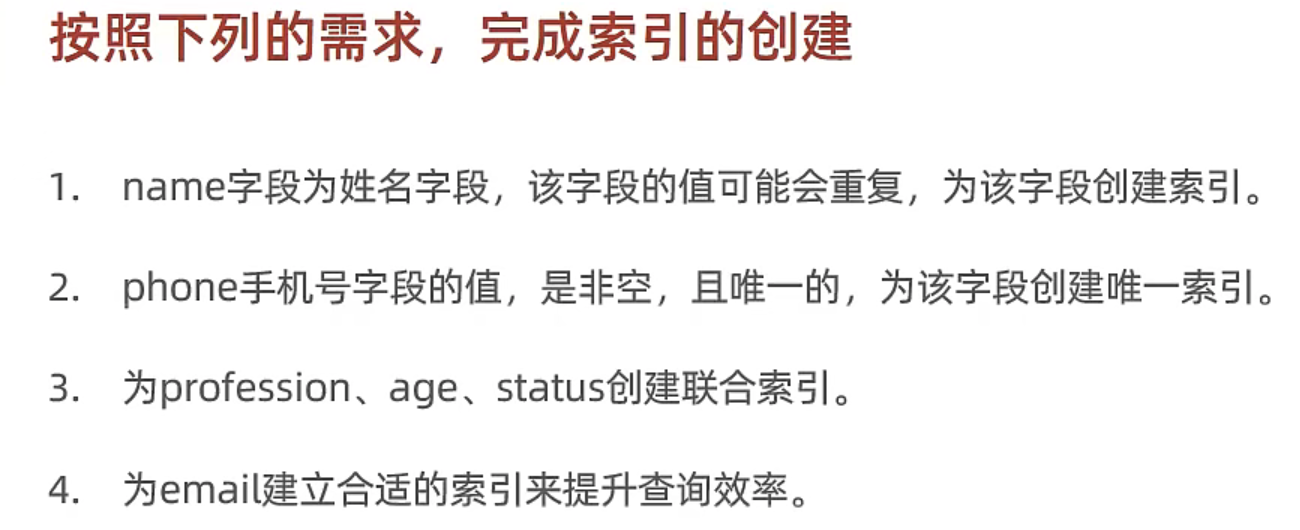 按照下列的需求，完成索引的创建
1. name字段为姓名字段，该字段的值可能会重复，为该字段创建索引。
2. phone手机号字段的值，是非空，且唯一的，为该字段创建唯一索引。
3. 为profession、age、status创建联合索引。
4. 为email建立合适的索引来提升查询效率。